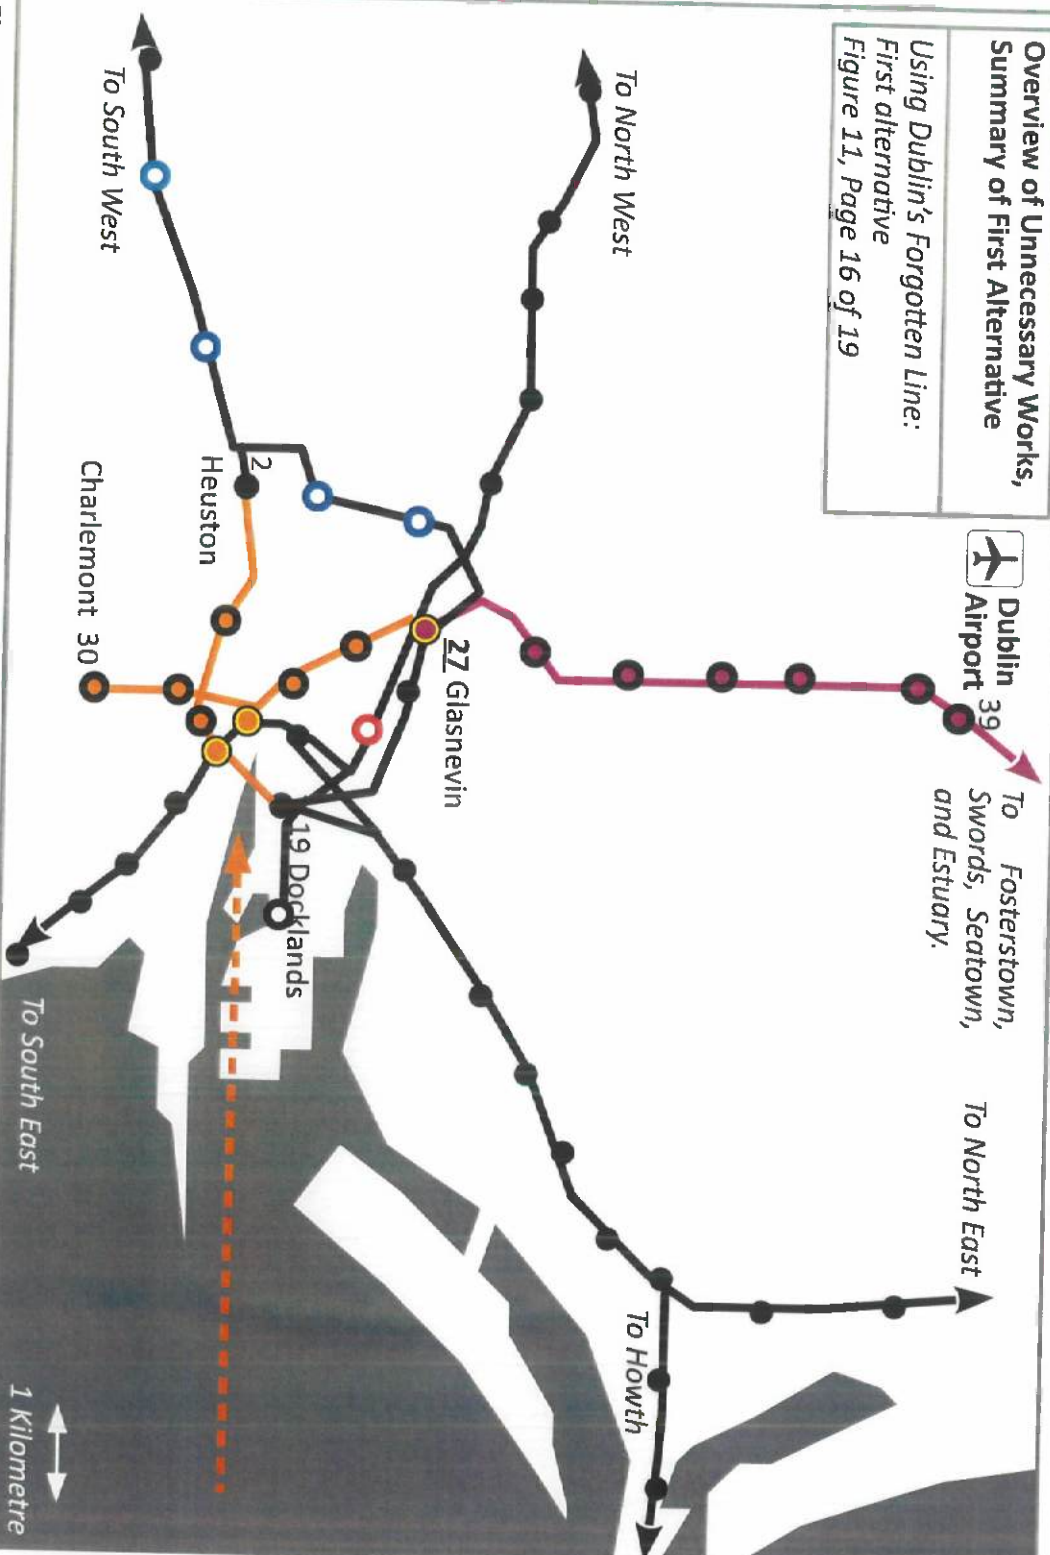 Overview of Unnecessary Works,
Summary of First Alternative
Using Dublin's Forgotten Line:
First alternative
Figure 11, Page 16 of 19
Dublin
Airport 39
To Fosterstown,
Swords, Seatown,
and Estuary.
To North East
To North West
To Howth
27 Glasnevin
19 Docklands
2
Heuston
Charlemont 30
To South West
To South East
1 Kilometre